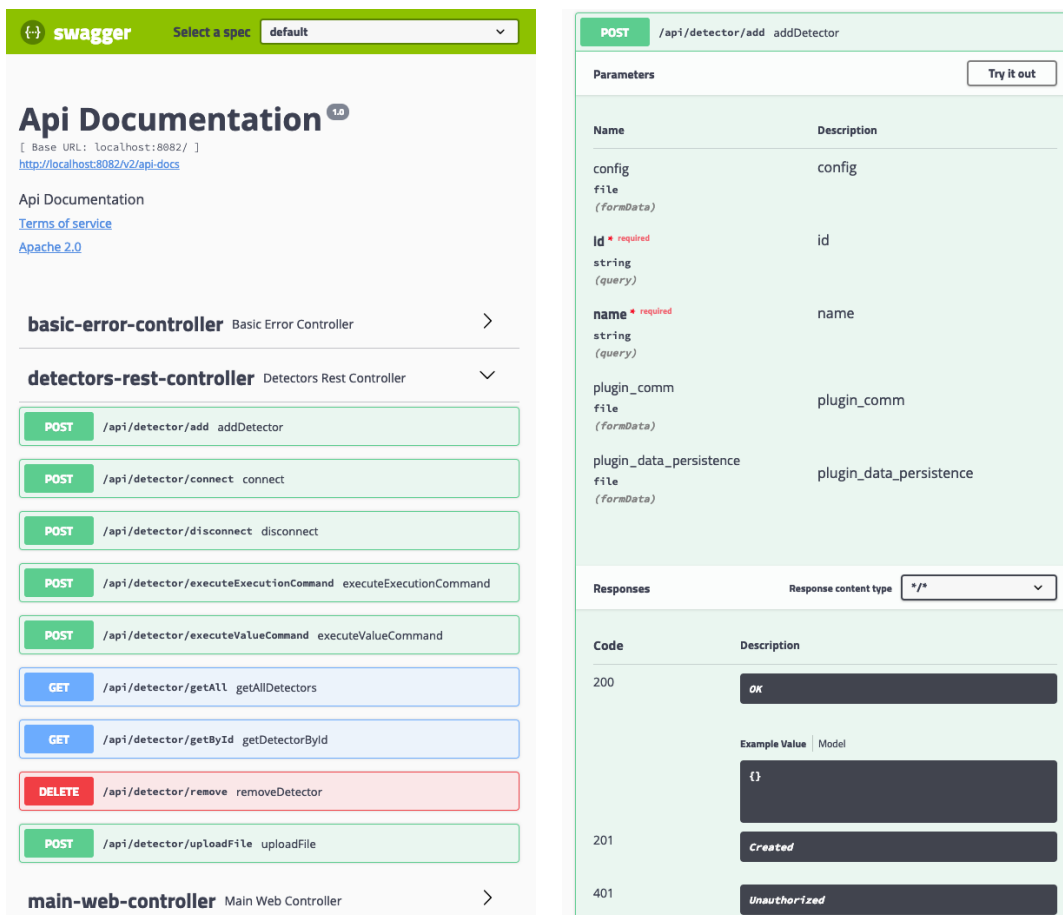 swagger Select a spec default
Api Documentation 1.0
[ Base URL: localhost:8082/ ]
http://localhost:8082/v2/api-docs
Api Documentation
Terms of service
Apache 2.0
basic-error-controller Basic Error Controller
detectors-rest-controller Detectors Rest Controller
POST /api/detector/add addDetector
POST /api/detector/connect connect
POST /api/detector/disconnect disconnect
POST /api/detector/executeExecutionCommand executeExecutionCommand
POST /api/detector/executeValueCommand executeValueCommand
GET /api/detector/getAll getAllDetectors
GET /api/detector/getById getDetectorById
DELETE /api/detector/remove removeDetector
POST /api/detector/uploadFile uploadFile
main-web-controller Main Web Controller
POST /api/detector/add addDetector
Parameters Try it out
Name Description
config config
file
(formData)
id * required id
string
(query)
name * required name
string
(query)
plugin_comm plugin_comm
file
(formData)
plugin_data_persistence plugin_data_persistence
file
(formData)
Responses Response content type */*
Code Description
200 OK
Example Value Model
{}
201 Created
401 Unauthorized